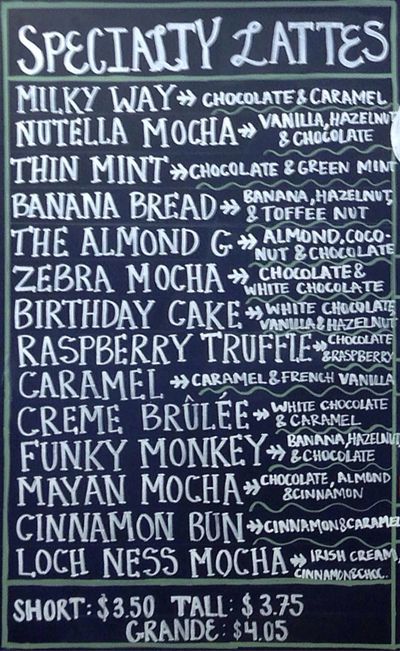 SPECIALTY LATTES
MILKY WAY → CHOCOLATE & CARAMEL
NUTELLA MOCHA → VANILLA, HAZELNUT
& CHOCOLATE
THIN MINT → CHOCOLATE & GREEN MINT
BANANA BREAD → BANANA, HAZELNUT,
& TOFFEE NUT
THE ALMOND G → ALMOND, COCO-
NUT & CHOCOLATE
ZEBRA MOCHA → CHOCOLATE &
WHITE CHOCOLATE
BIRTHDAY CAKE → WHITE CHOCOLATE
VANILLA & HAZELNUT
RASPBERRY TRUFFLE → CHOCOLATE
& RASPBERRY
CARAMEL → CARAMEL & FRENCH VANILLA
CREME BRÛLÉE → WHITE CHOCOLATE
& CARAMEL
FUNKY MONKEY → BANANA, HAZELNUT
& CHOCOLATE
MAYAN MOCHA → CHOCOLATE, ALMOND
& CINNAMON
CINNAMON BUN → CINNAMON & CARAMEL
LOCH NESS MOCHA → IRISH CREAM,
CINNAMON & CHOC.
SHORT: $3.50 TALL: $3.75
GRANDE: $4.05